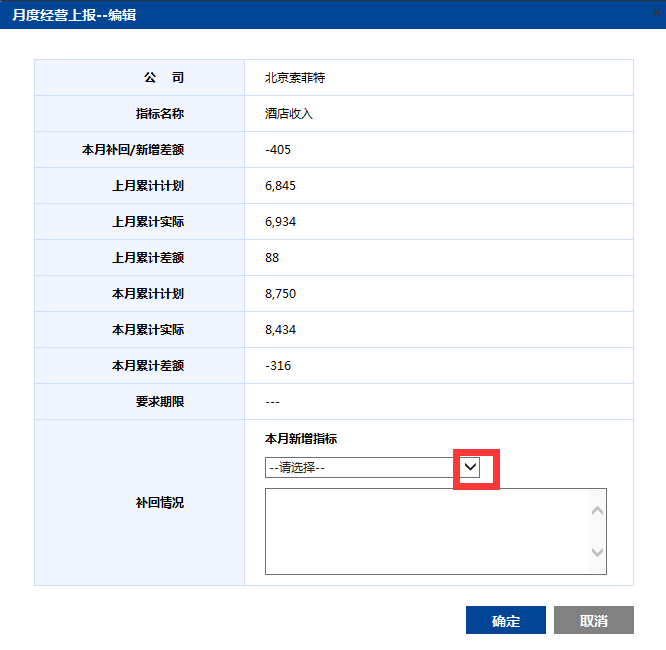 月度经营上报--编辑
公 司 北京索菲特
指标名称 酒店收入
本月补回/新增差额 -405
上月累计计划 6,845
上月累计实际 6,934
上月累计差额 88
本月累计计划 8,750
本月累计实际 8,434
本月累计差额 -316
要求期限 ---
本月新增指标
--请选择--
补回情况
确定 取消